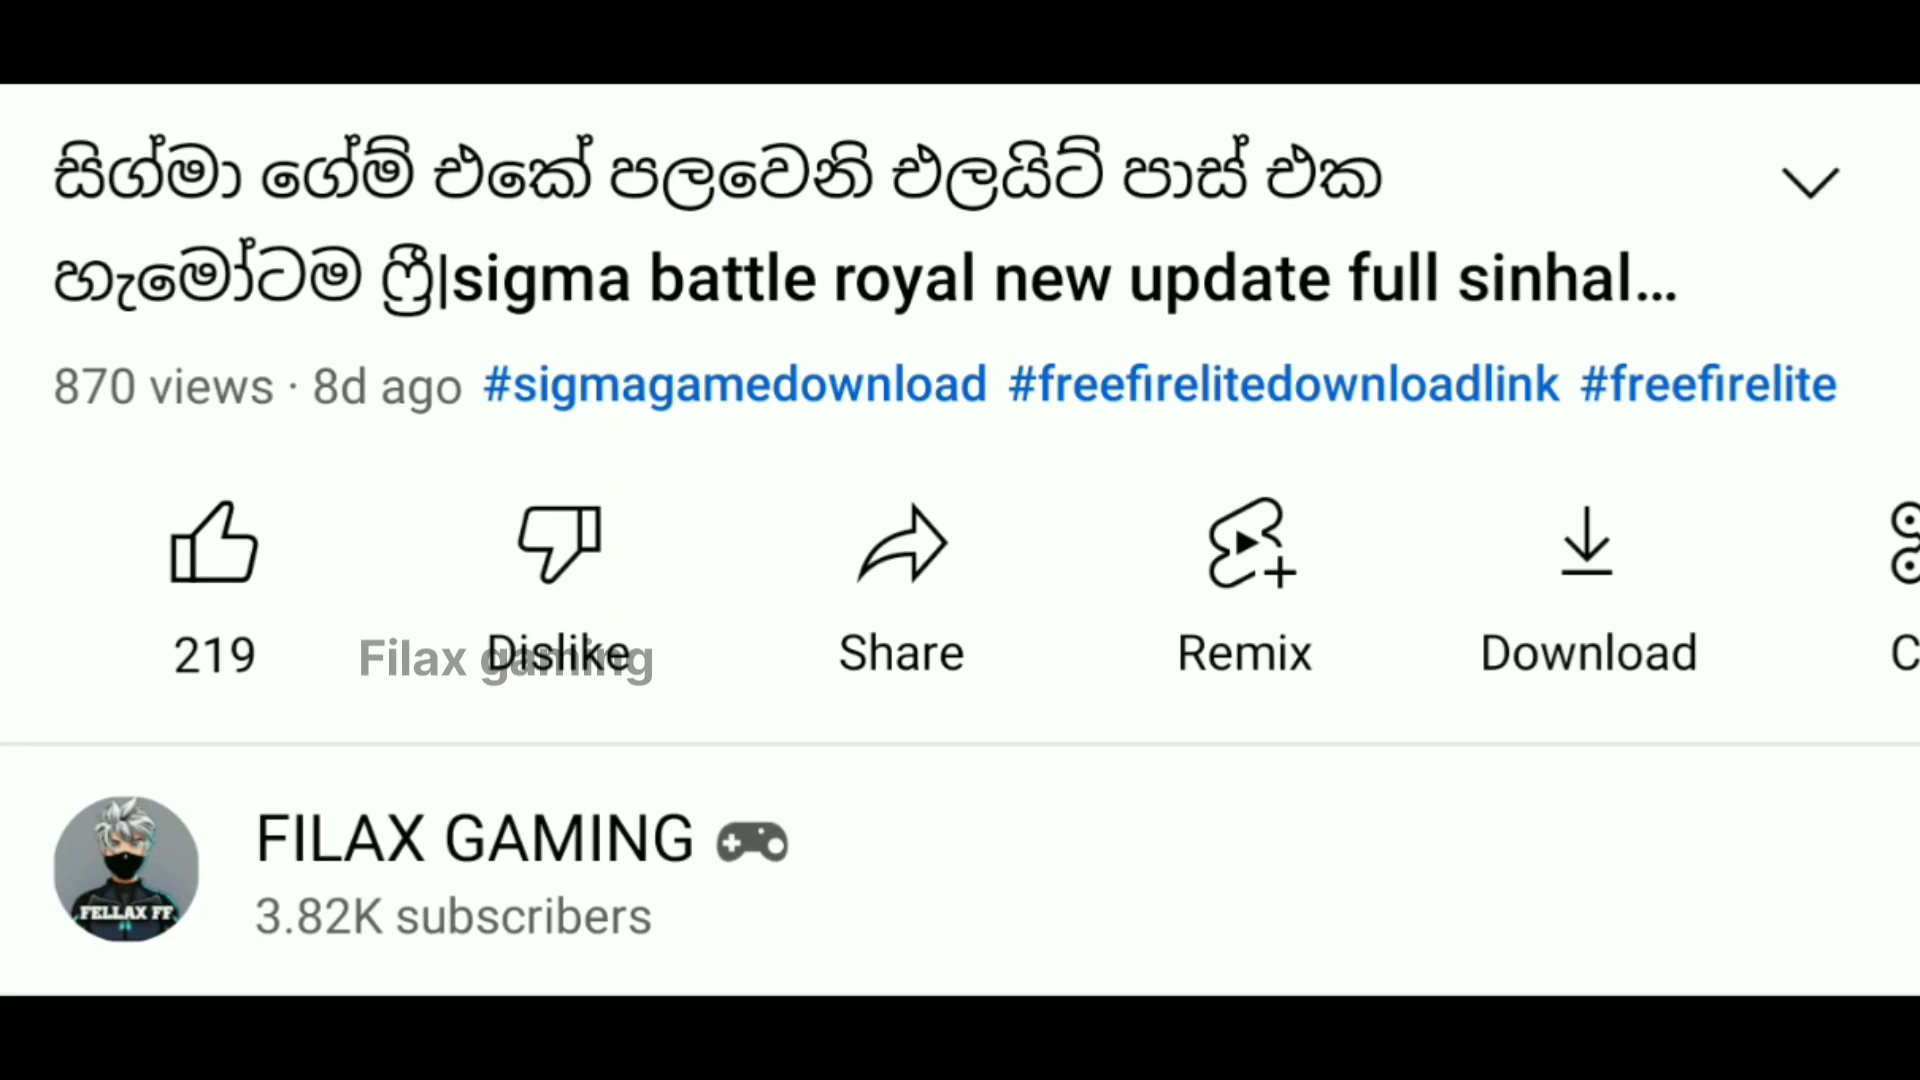 සිග්මා ගේම් එකේ පලවෙනි එලයිට් පාස් එක
හැමෝටම ෆ්‍රී|sigma battle royal new update full sinhal...
870 views · 8d ago #sigmagamedownload #freefirelitedownloadlink #freefirelite
219 Dislike Share Remix Download C
Filax gaming
FILAX GAMING 🎮
FELLAX FF
3.82K subscribers